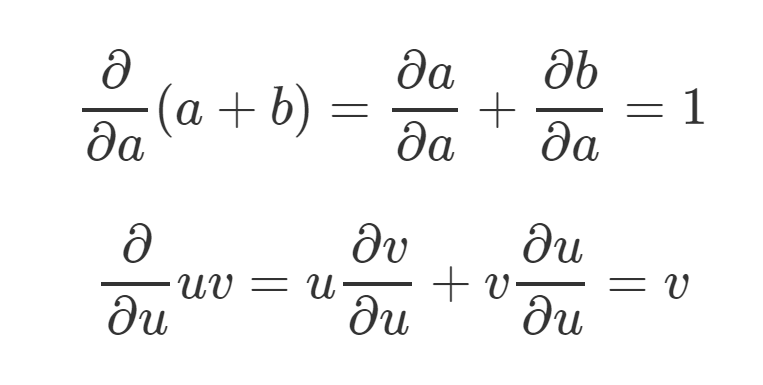 ∂/∂a (a + b) = ∂a/∂a + ∂b/∂a = 1
∂/∂u uv = u ∂v/∂u + v ∂u/∂u = v